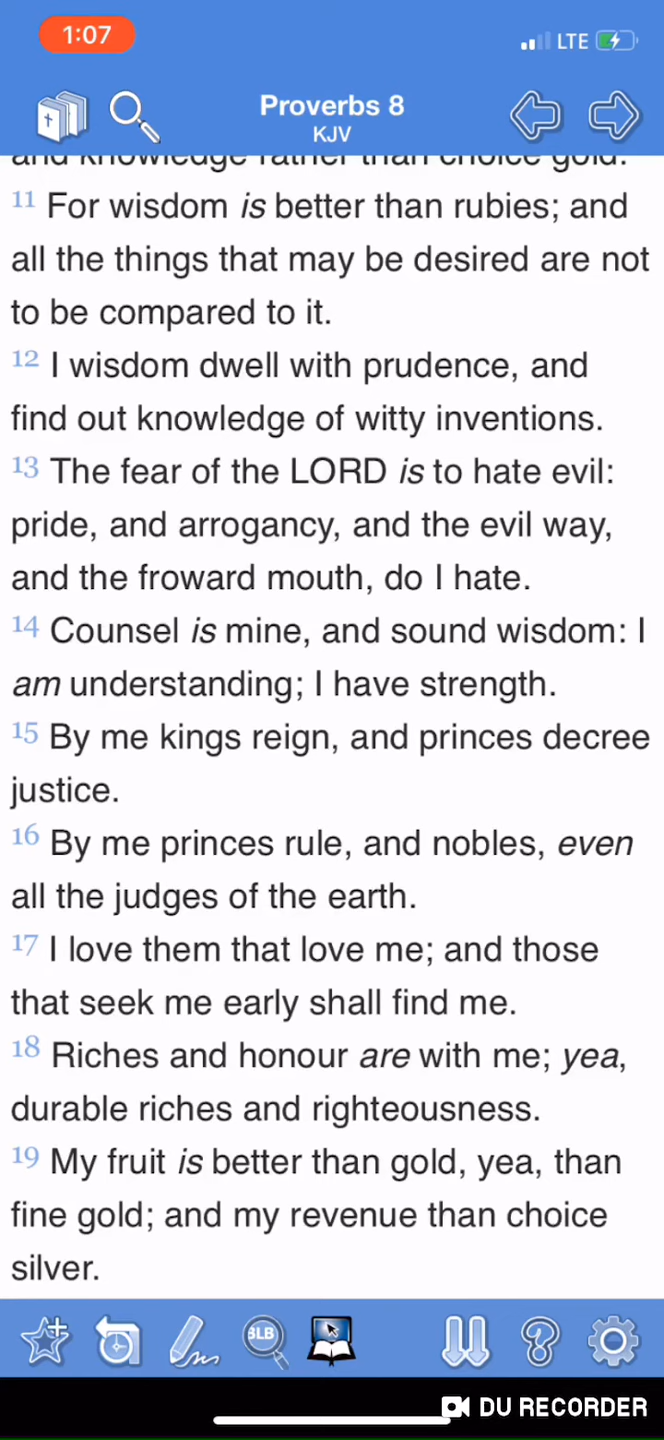 1:07
LTE
Proverbs 8
KJV
and knowledge rather than choice gold.
11 For wisdom is better than rubies; and
all the things that may be desired are not
to be compared to it.
12 I wisdom dwell with prudence, and
find out knowledge of witty inventions.
13 The fear of the LORD is to hate evil:
pride, and arrogancy, and the evil way,
and the froward mouth, do I hate.
14 Counsel is mine, and sound wisdom: I
am understanding; I have strength.
15 By me kings reign, and princes decree
justice.
16 By me princes rule, and nobles, even
all the judges of the earth.
17 I love them that love me; and those
that seek me early shall find me.
18 Riches and honour are with me; yea,
durable riches and righteousness.
19 My fruit is better than gold, yea, than
fine gold; and my revenue than choice
silver.
BLB
DU RECORDER